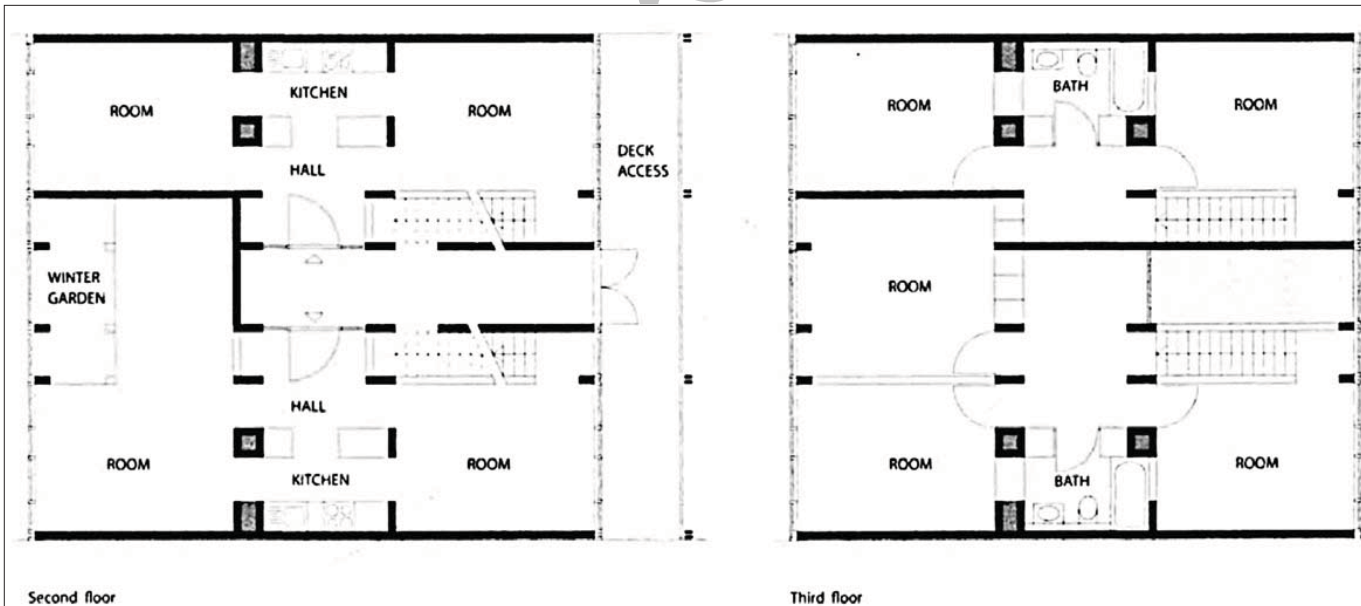 KITCHEN
ROOM
ROOM
HALL
DECK
ACCESS
WINTER
GARDEN
HALL
ROOM
ROOM
KITCHEN
Second floor
BATH
ROOM
ROOM
ROOM
ROOM
ROOM
BATH
Third floor